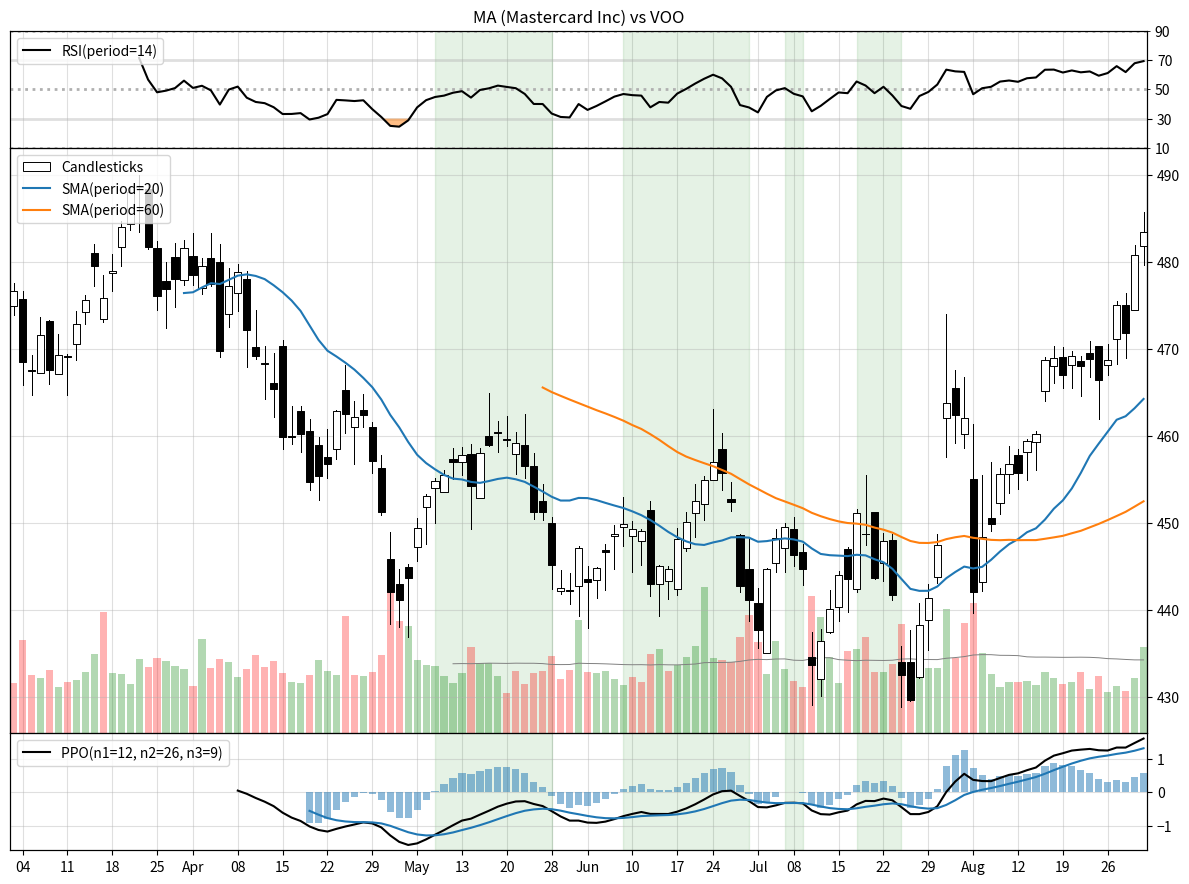 MA (Mastercard Inc) vs VOO
RSI(period=14)
90
70
50
30
10
Candlesticks
SMA(period=20)
SMA(period=60)
490
480
470
460
450
440
430
PPO(n1=12, n2=26, n3=9)
1
0
−1
04 11 18 25 Apr 08 15 22 29 May 13 20 28 Jun 10 17 24 Jul 08 15 22 29 Aug 12 19 26